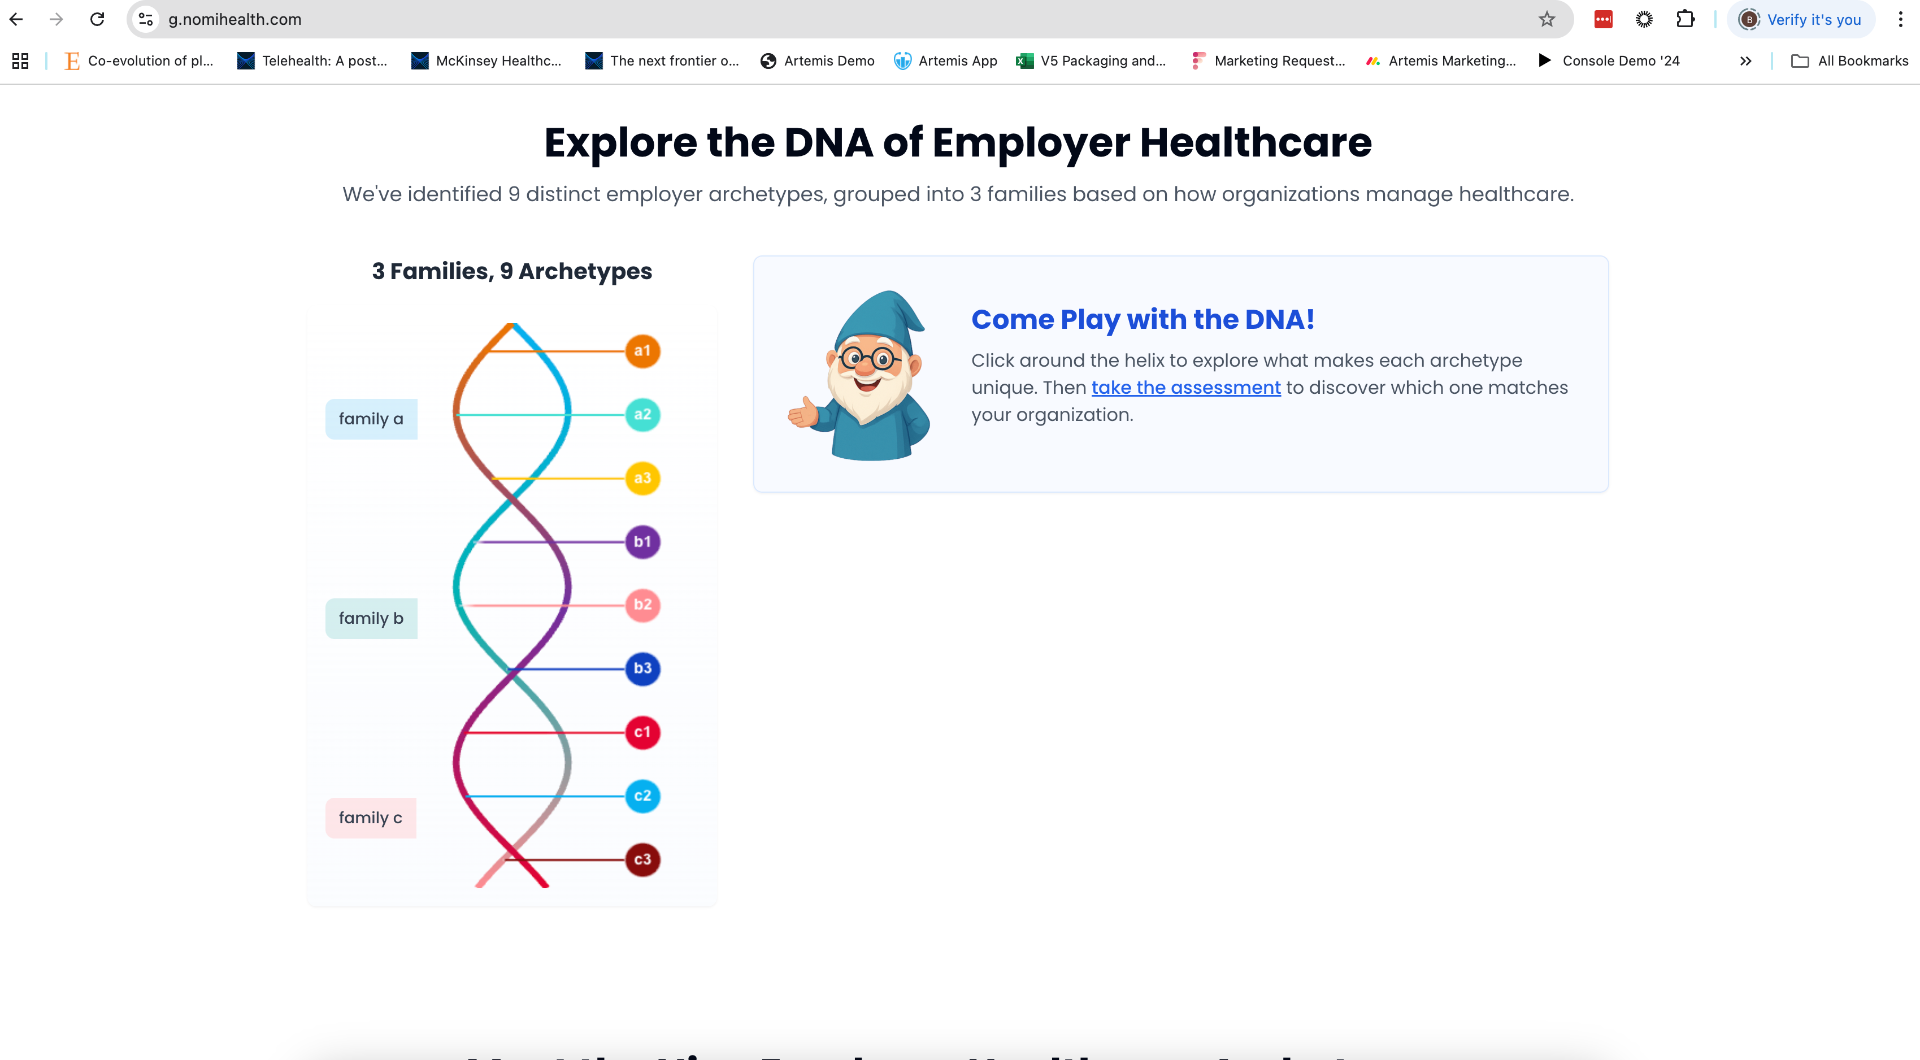 g.nomihealth.com
Verify it's you
Co-evolution of pl...
Telehealth: A post...
McKinsey Healthc...
The next frontier o...
Artemis Demo
Artemis App
V5 Packaging and...
Marketing Request...
Artemis Marketing...
Console Demo '24
All Bookmarks
Explore the DNA of Employer Healthcare
We've identified 9 distinct employer archetypes, grouped into 3 families based on how organizations manage healthcare.
3 Families, 9 Archetypes
a1
a2
family a
a3
b1
b2
family b
b3
c1
c2
family c
c3
Come Play with the DNA!
Click around the helix to explore what makes each archetype
unique. Then take the assessment to discover which one matches
your organization.